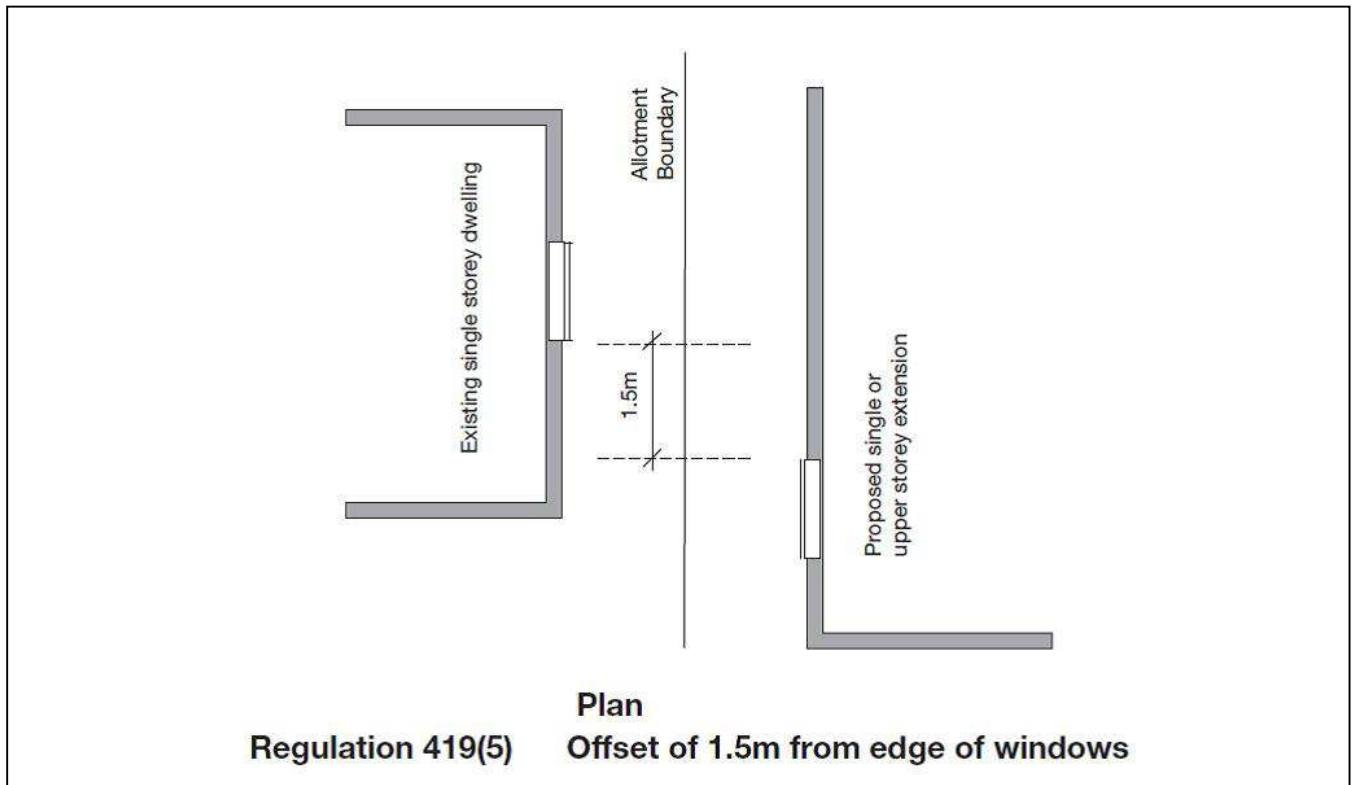 Existing single storey dwelling
Allotment
Boundary
1.5m
Proposed single or
upper storey extension
Plan
Regulation 419(5) Offset of 1.5m from edge of windows